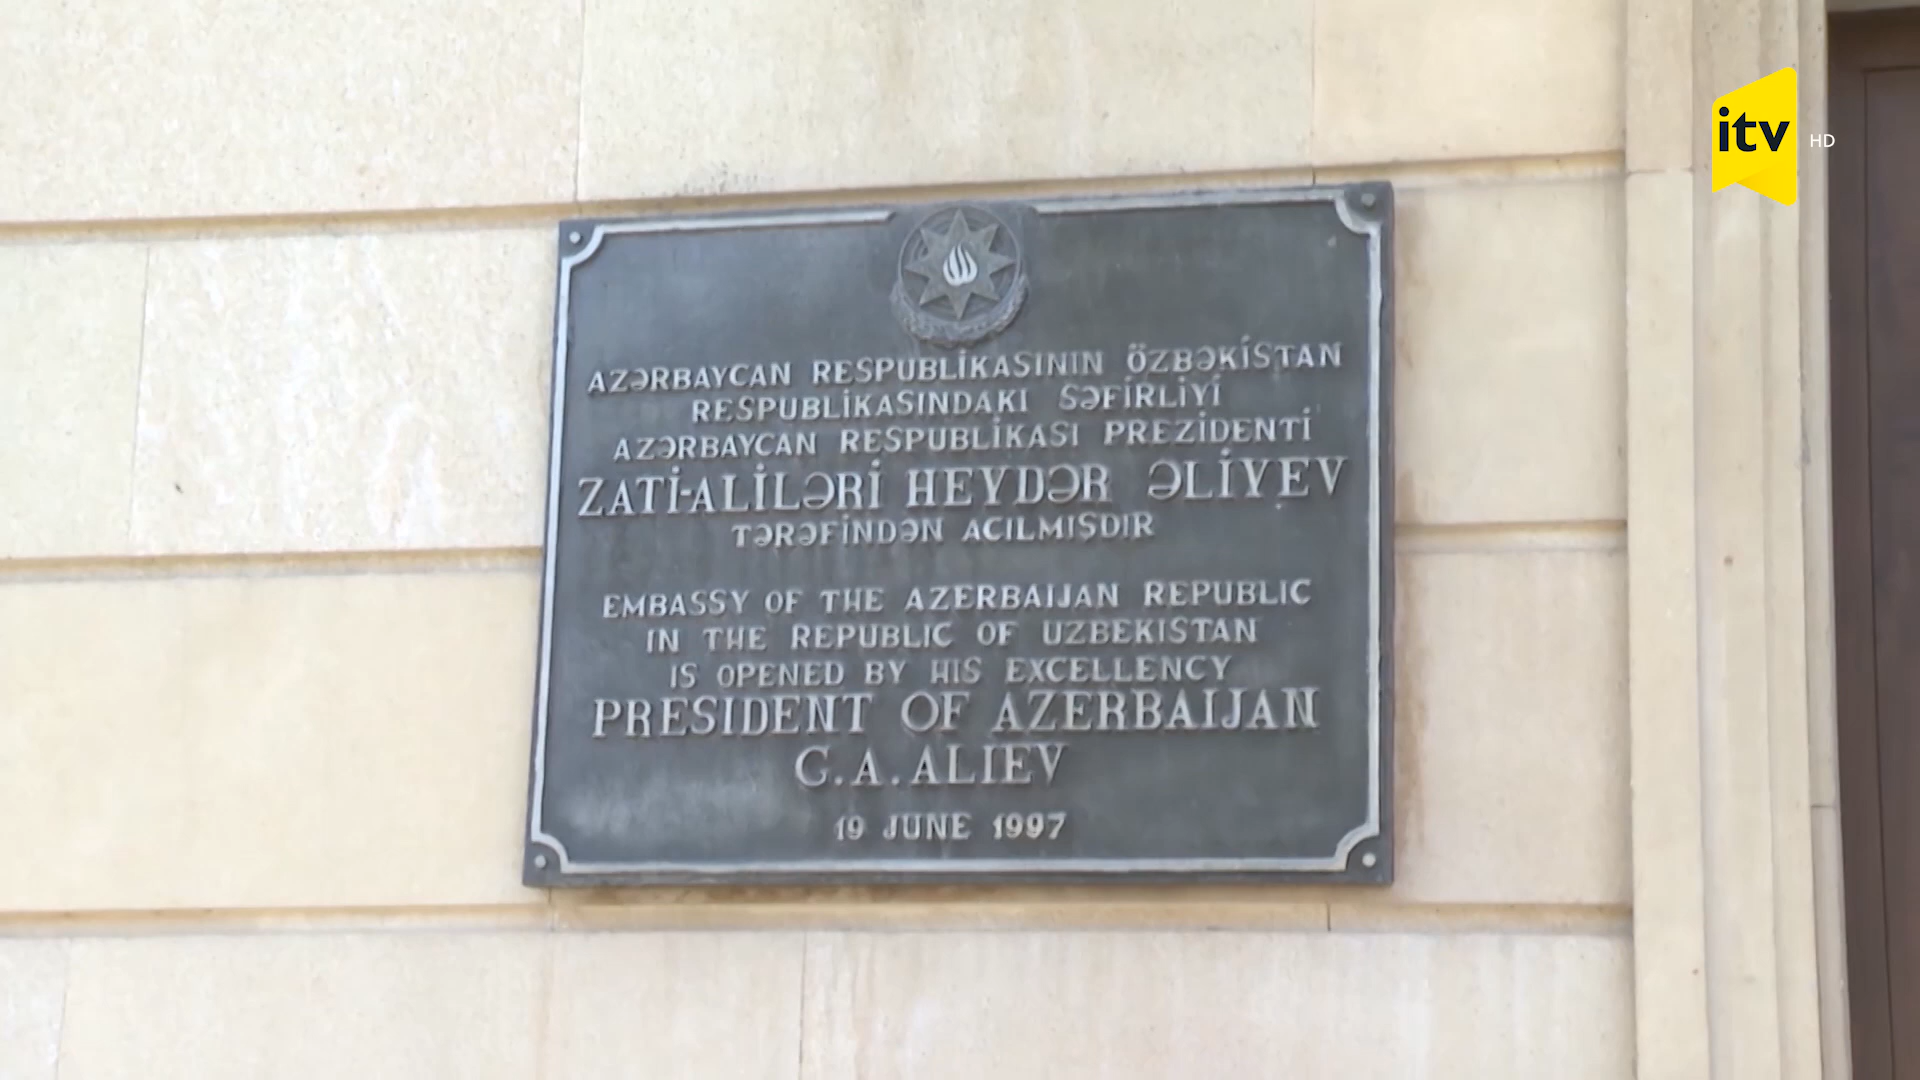 itv HD
AZƏRBAYCAN RESPUBLİKASININ ÖZBƏKİSTAN
RESPUBLİKASINDAKI SƏFİRLİYİ
AZƏRBAYCAN RESPUBLİKASI PREZİDENTİ
ZATİ-ALİLƏRİ HEYDƏR ƏLİYEV
TƏRƏFİNDƏN ACILMIŞDIR
EMBASSY OF THE AZERBAIJAN REPUBLIC
IN THE REPUBLIC OF UZBEKISTAN
IS OPENED BY HIS EXCELLENCY
PRESIDENT OF AZERBAIJAN
G.A.ALIEV
19 JUNE 1997